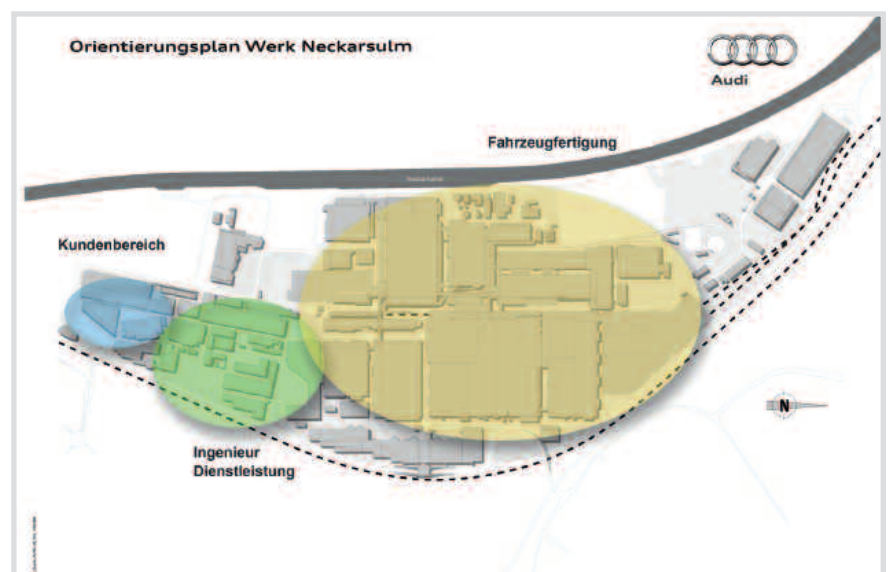 Orientierungsplan Werk Neckarsulm
Audi
Fahrzeugfertigung
Kundenbereich
Ingenieur
Dienstleistung
N